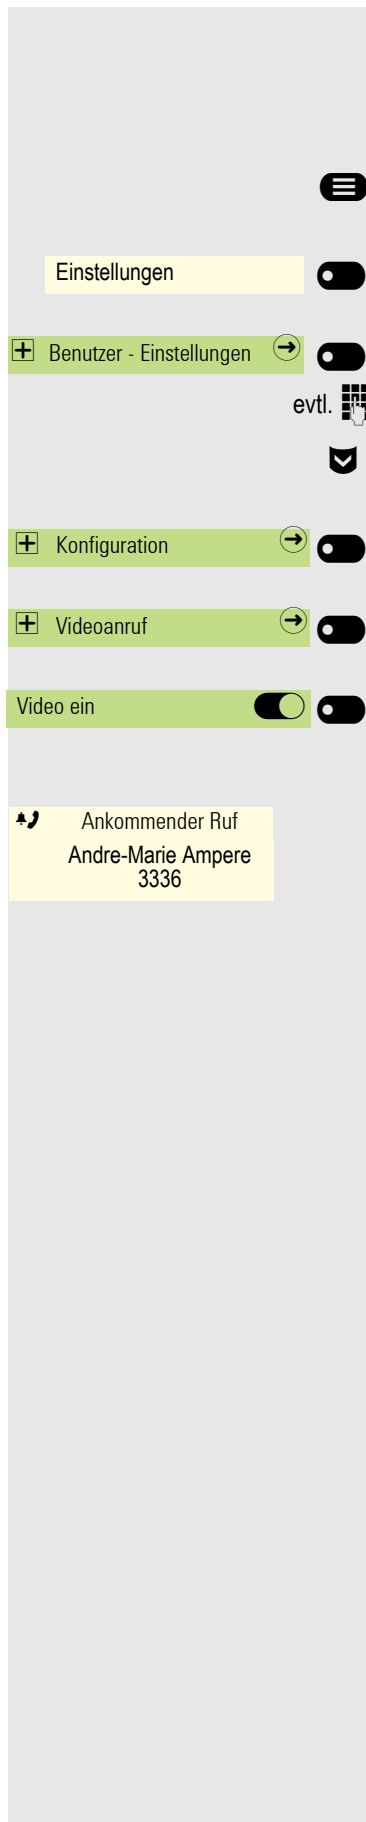 Einstellungen
Benutzer - Einstellungen
evtl.
Konfiguration
Videoanruf
Video ein
Ankommender Ruf
Andre-Marie Ampere
3336